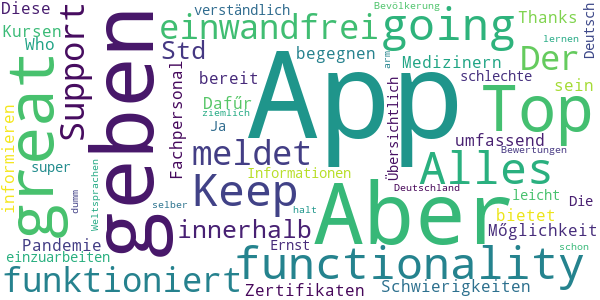 Diese
verständlich
Bevölkerung
Thanks
Kursen
einwandfrei
going
Deutsch
Who
Std
begegnen
Medizinern
Der
lernen
great
Support
geben
App
bereit
arm
schlechte
sein
Dafür
Top
Fachpersonal
ziemlich
Übersichtlich
informieren
Ja
umfassend
Bewertungen
super
meldet
Alles
Informationen
Weltsprachen
Keep
Deutschland
leicht
Die
dumm
selber
Aber
bietet
Möglichkeit
innerhalb
halt
Pandemie
Ernst
functionality
schon
einzuarbeiten
funktioniert
Zertifikaten
Schwierigkeiten